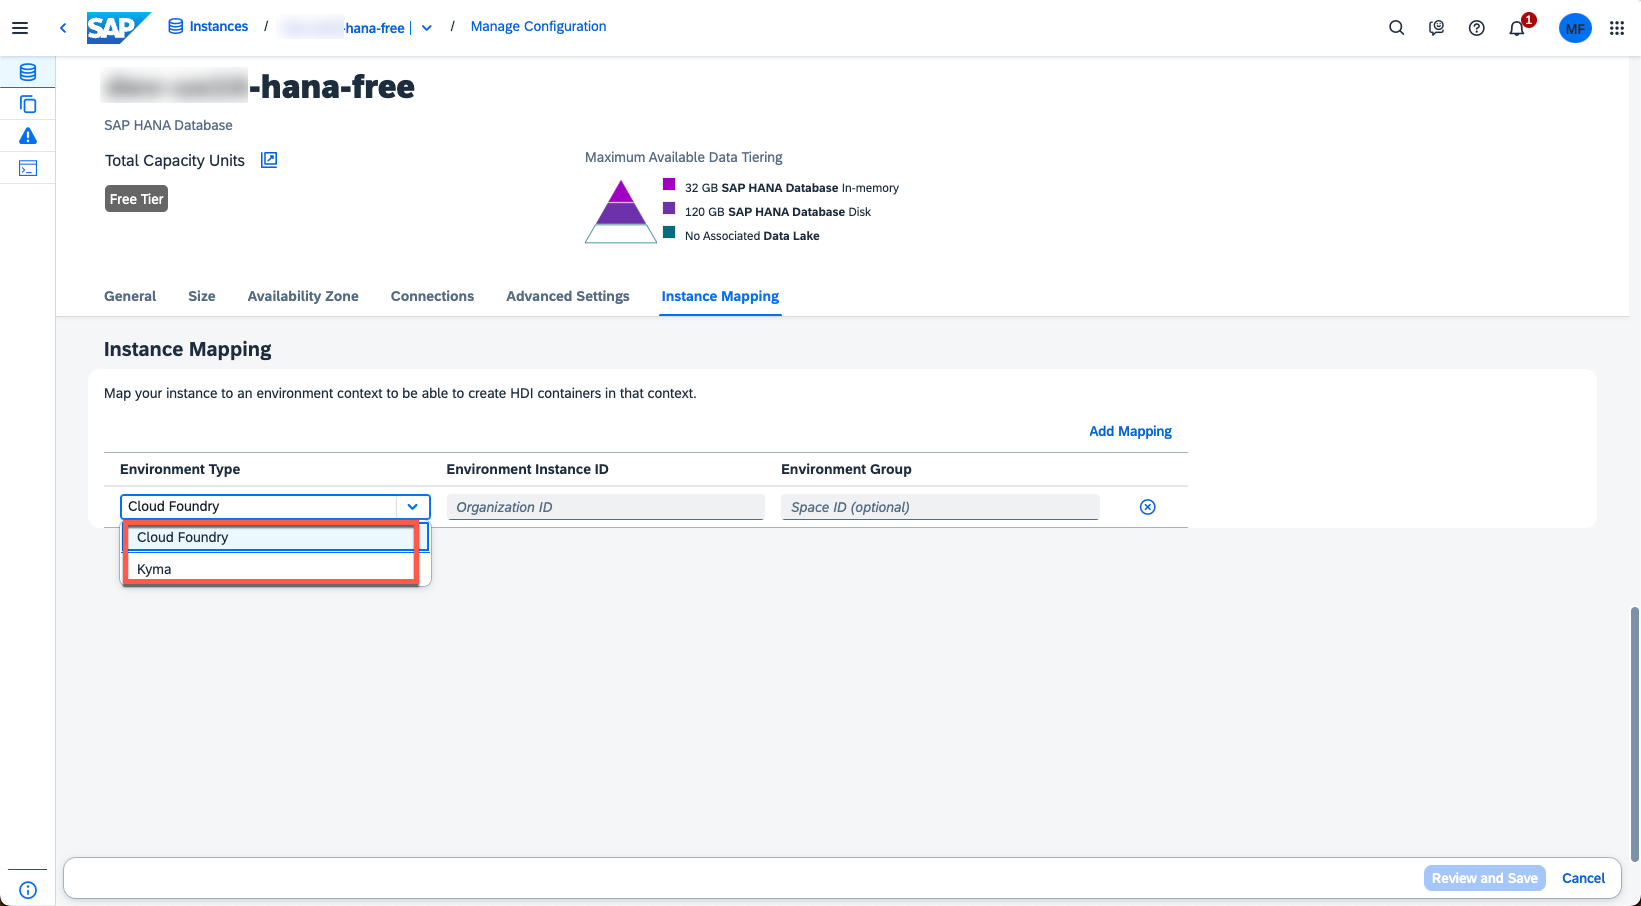 SAP Instances / -hana-free | / Manage Configuration 1 MF
-hana-free
SAP HANA Database
Total Capacity Units
Free Tier
Maximum Available Data Tiering
32 GB SAP HANA Database In-memory
120 GB SAP HANA Database Disk
No Associated Data Lake
General Size Availability Zone Connections Advanced Settings Instance Mapping
Instance Mapping
Map your instance to an environment context to be able to create HDI containers in that context.
Add Mapping
Environment Type Environment Instance ID Environment Group
Cloud Foundry Organization ID Space ID (optional)
Cloud Foundry
Kyma
Review and Save Cancel